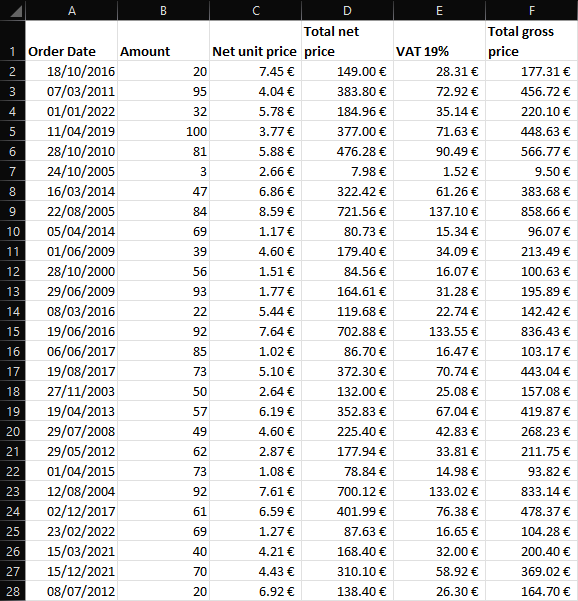 A B C D E F
1 Order Date Amount Net unit price Total net price VAT 19% Total gross price
2 18/10/2016 20 7.45 € 149.00 € 28.31 € 177.31 €
3 07/03/2011 95 4.04 € 383.80 € 72.92 € 456.72 €
4 01/01/2022 32 5.78 € 184.96 € 35.14 € 220.10 €
5 11/04/2019 100 3.77 € 377.00 € 71.63 € 448.63 €
6 28/10/2010 81 5.88 € 476.28 € 90.49 € 566.77 €
7 24/10/2005 3 2.66 € 7.98 € 1.52 € 9.50 €
8 16/03/2014 47 6.86 € 322.42 € 61.26 € 383.68 €
9 22/08/2005 84 8.59 € 721.56 € 137.10 € 858.66 €
10 05/04/2014 69 1.17 € 80.73 € 15.34 € 96.07 €
11 01/06/2009 39 4.60 € 179.40 € 34.09 € 213.49 €
12 28/10/2000 56 1.51 € 84.56 € 16.07 € 100.63 €
13 29/06/2009 93 1.77 € 164.61 € 31.28 € 195.89 €
14 08/03/2016 22 5.44 € 119.68 € 22.74 € 142.42 €
15 19/06/2016 92 7.64 € 702.88 € 133.55 € 836.43 €
16 06/06/2017 85 1.02 € 86.70 € 16.47 € 103.17 €
17 19/08/2017 73 5.10 € 372.30 € 70.74 € 443.04 €
18 27/11/2003 50 2.64 € 132.00 € 25.08 € 157.08 €
19 19/04/2013 57 6.19 € 352.83 € 67.04 € 419.87 €
20 29/07/2008 49 4.60 € 225.40 € 42.83 € 268.23 €
21 29/05/2012 62 2.87 € 177.94 € 33.81 € 211.75 €
22 01/04/2015 73 1.08 € 78.84 € 14.98 € 93.82 €
23 12/08/2004 92 7.61 € 700.12 € 133.02 € 833.14 €
24 02/12/2017 61 6.59 € 401.99 € 76.38 € 478.37 €
25 23/02/2022 69 1.27 € 87.63 € 16.65 € 104.28 €
26 15/03/2021 40 4.21 € 168.40 € 32.00 € 200.40 €
27 15/12/2021 70 4.43 € 310.10 € 58.92 € 369.02 €
28 08/07/2012 20 6.92 € 138.40 € 26.30 € 164.70 €